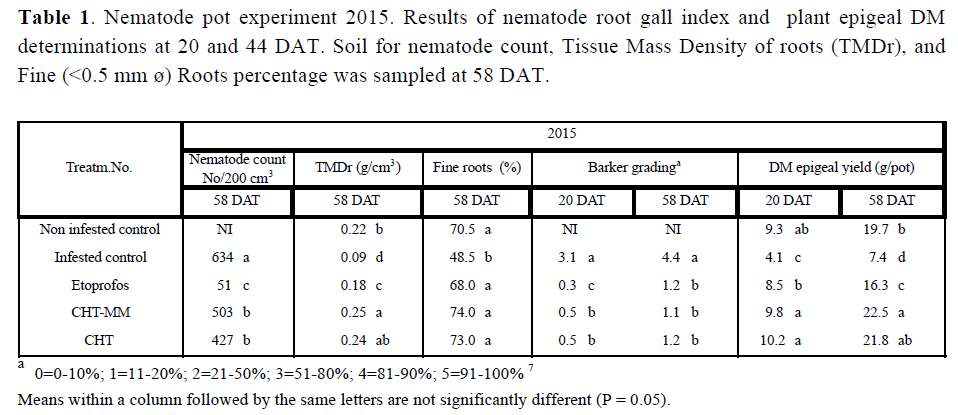 Table 1. Nematode pot experiment 2015. Results of nematode root gall index and plant epigeal DM
determinations at 20 and 44 DAT. Soil for nematode count, Tissue Mass Density of roots (TMDr), and
Fine (<0.5 mm ø) Roots percentage was sampled at 58 DAT.
2015
Treatm.No. Nematode count No/200 cm3 TMDr (g/cm3) Fine roots (%) Barker gradinga DM epigeal yield (g/pot)
58 DAT 58 DAT 58 DAT 20 DAT 58 DAT 20 DAT 58 DAT
Non infested control NI 0.22 b 70.5 a NI NI 9.3 ab 19.7 b
Infested control 634 a 0.09 d 48.5 b 3.1 a 4.4 a 4.1 c 7.4 d
Etoprofos 51 c 0.18 c 68.0 a 0.3 c 1.2 b 8.5 b 16.3 c
CHT-MM 503 b 0.25 a 74.0 a 0.5 b 1.1 b 9.8 a 22.5 a
CHT 427 b 0.24 ab 73.0 a 0.5 b 1.2 b 10.2 a 21.8 ab
a 0=0-10%; 1=11-20%; 2=21-50%; 3=51-80%; 4=81-90%; 5=91-100% 7
Means within a column followed by the same letters are not significantly different (P = 0.05).